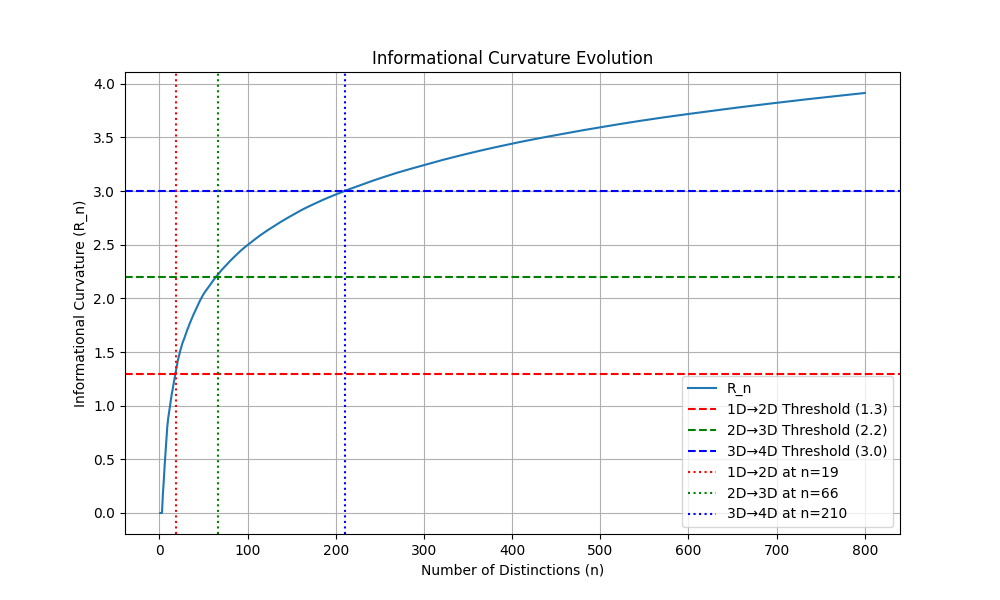 Informational Curvature Evolution
Informational Curvature (R_n)
4.0
3.5
3.0
2.5
2.0
1.5
1.0
0.5
0.0
R_n
1D→2D Threshold (1.3)
2D→3D Threshold (2.2)
3D→4D Threshold (3.0)
1D→2D at n=19
2D→3D at n=66
3D→4D at n=210
0 100 200 300 400 500 600 700 800
Number of Distinctions (n)